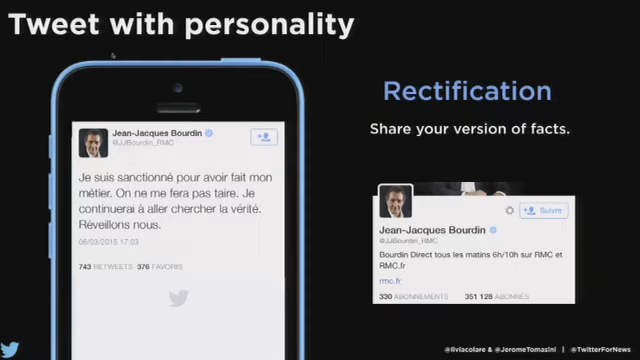 Tweet with personality
Jean-Jacques Bourdin
@JJBourdin_RMC
Je suis sanctionné pour avoir fait mon
métier. On ne me fera pas taire. Je
continuerai à aller chercher la vérité.
Réveillons nous.
06/03/2015 17:03
743 RETWEETS 376 FAVORIS
Rectification
Share your version of facts.
Suivre
Jean-Jacques Bourdin
@JJBourdin_RMC
Bourdin Direct tous les matins 6h/10h sur RMC et
RMC.fr
rmc.fr
330 ABONNEMENTS 351 128 ABONNÉS
@liviacolare & @JeromeTomasini | @TwitterForNews